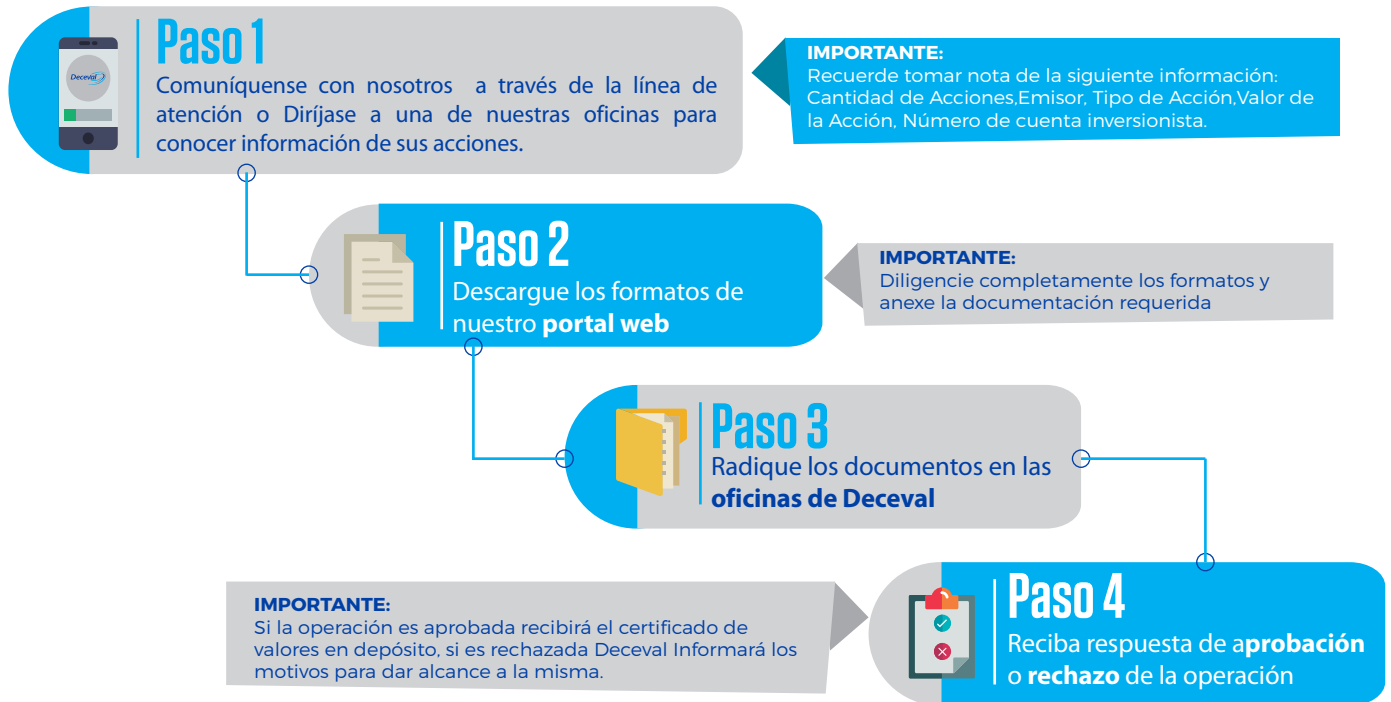 Deceval
Paso 1
Comuníquense con nosotros a través de la línea de
atención o Diríjase a una de nuestras oficinas para
conocer información de sus acciones.
IMPORTANTE:
Recuerde tomar nota de la siguiente información:
Cantidad de Acciones,Emisor, Tipo de Acción,Valor de
la Acción, Número de cuenta inversionista.
Paso 2
Descargue los formatos de
nuestro portal web
IMPORTANTE:
Diligencie completamente los formatos y
anexe la documentación requerida
Paso 3
Radique los documentos en las
oficinas de Deceval
IMPORTANTE:
Si la operación es aprobada recibirá el certificado de
valores en depósito, si es rechazada Deceval Informará los
motivos para dar alcance a la misma.
Paso 4
Reciba respuesta de aprobación
o rechazo de la operación